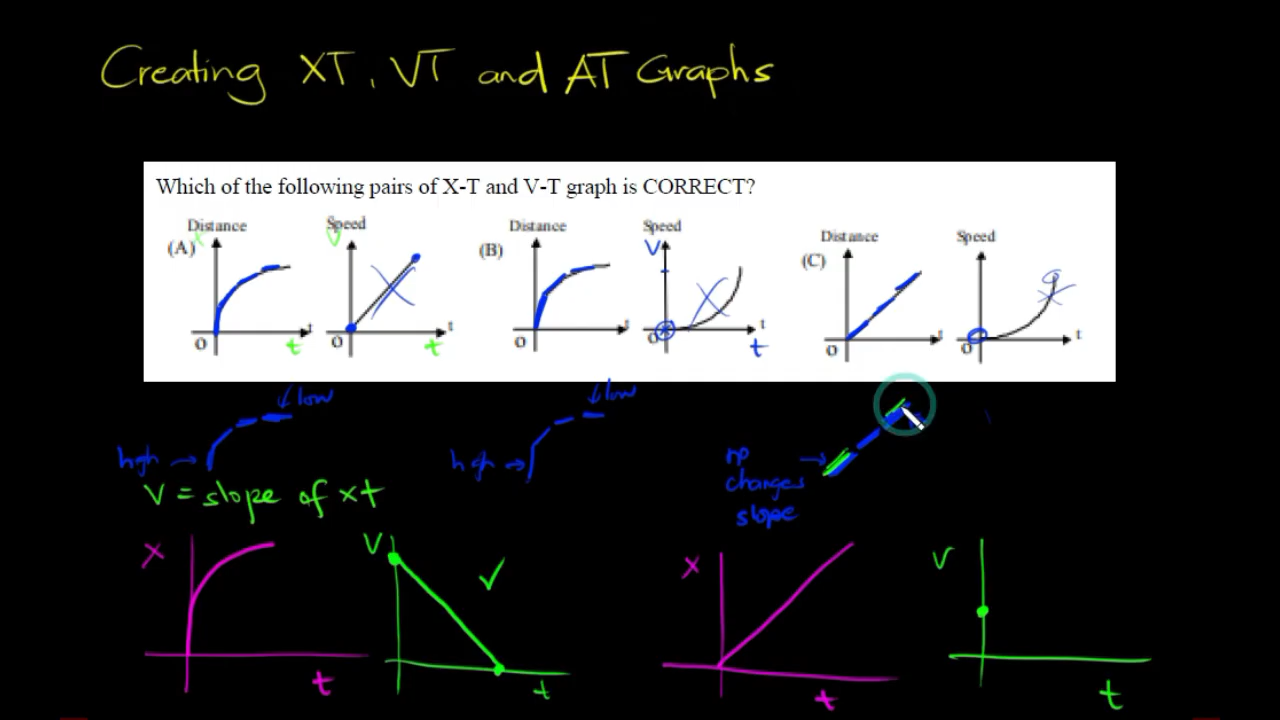 Creating XT, VT and AT Graphs
Which of the following pairs of X-T and V-T graph is CORRECT?
(A) Distance x O t t
Speed V O t t
(B) Distance O t
Speed V O t t
(C) Distance O t
Speed O t
high → ↓ low
high → ↓ low
no changes slope →
V = slope of xt
X t
V t ✓
X t
V t